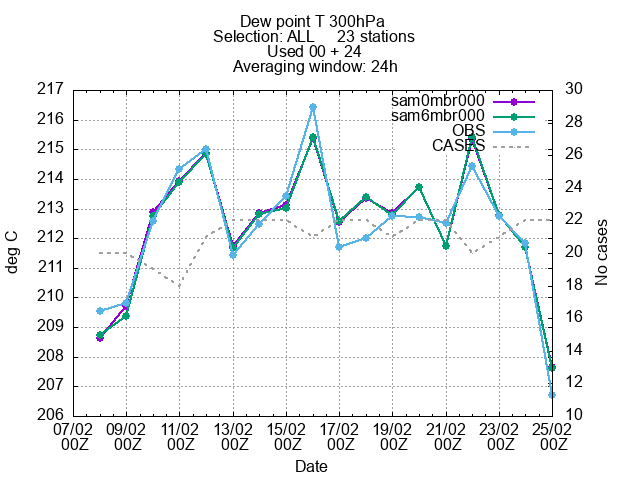 Dew point T 300hPa
Selection: ALL 23 stations
Used 00 + 24
Averaging window: 24h
217
216
215
214
213
212
211
210
209
208
207
206
deg C
30
28
26
24
22
20
18
16
14
12
10
No cases
sam0mbr000
sam6mbr000
OBS
CASES
07/02 09/02 11/02 13/02 15/02 17/02 19/02 21/02 23/02 25/02
00Z 00Z 00Z 00Z 00Z 00Z 00Z 00Z 00Z 00Z
Date